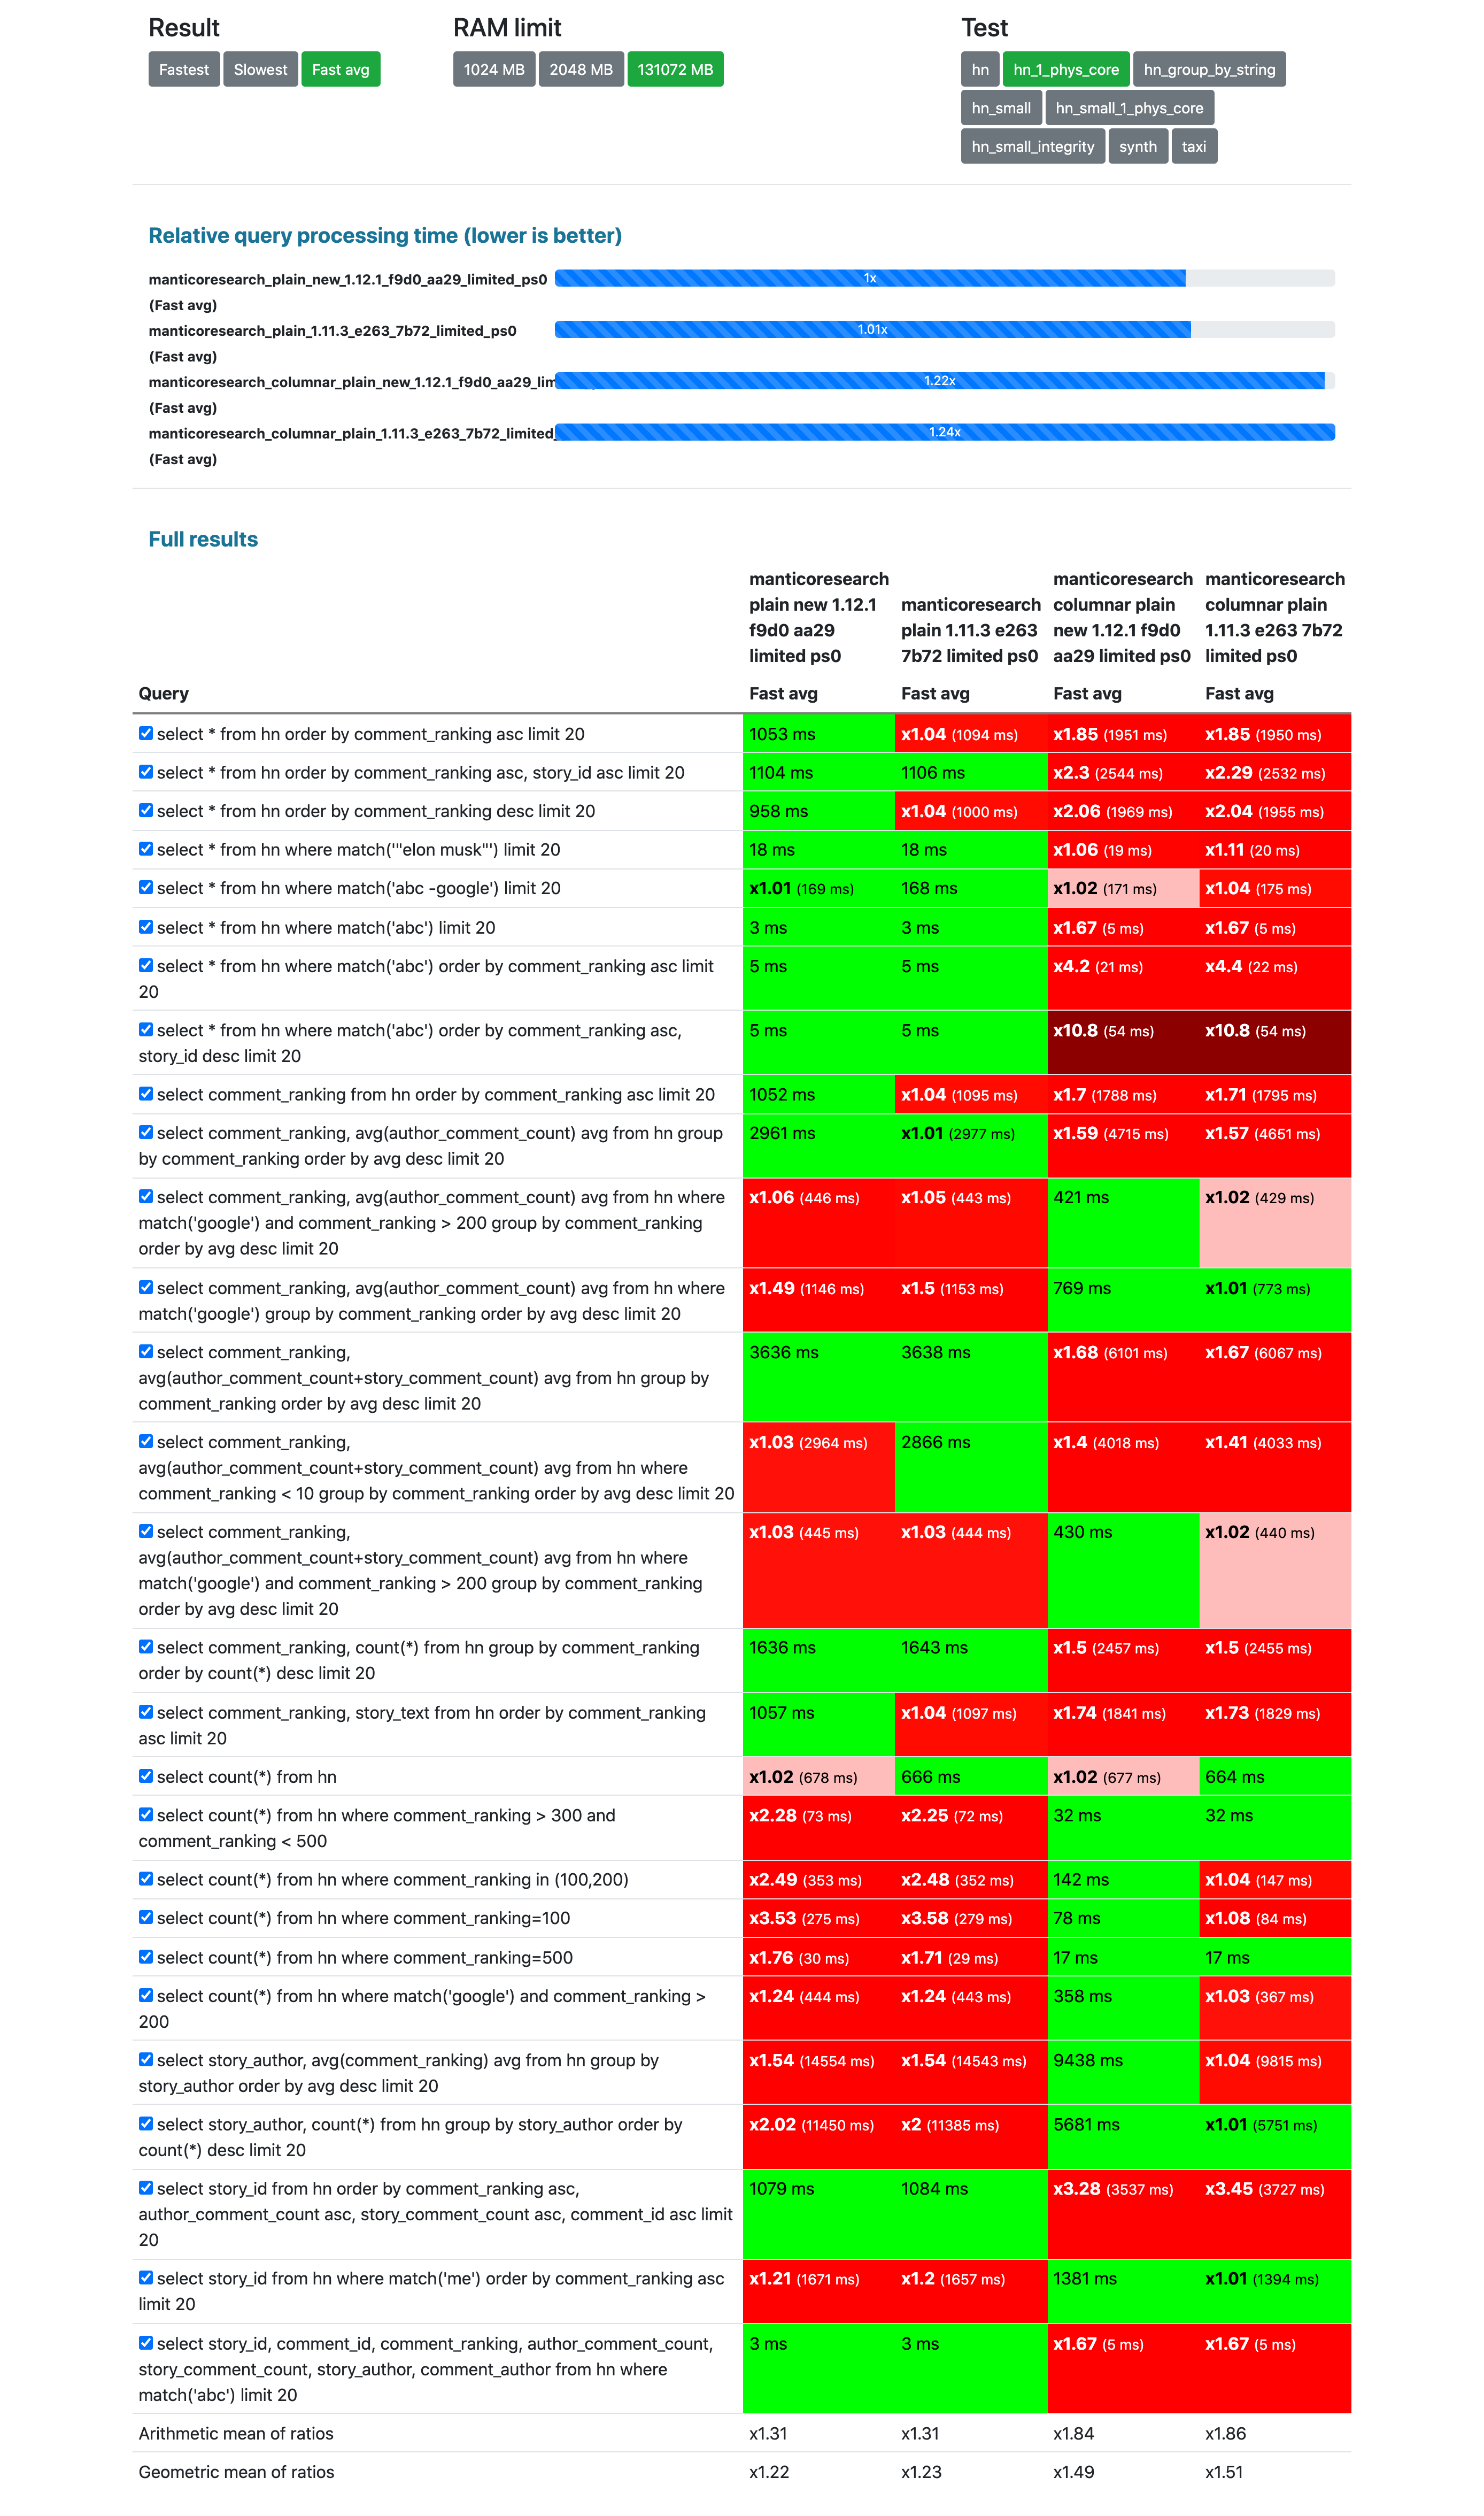 Result
RAM limit
Test
Fastest Slowest Fast avg
1024 MB 2048 MB 131072 MB
hn hn_1_phys_core hn_group_by_string
hn_small hn_small_1_phys_core
hn_small_integrity synth taxi
Relative query processing time (lower is better)
manticoresearch_plain_new_1.12.1_f9d0_aa29_limited_ps0 1x
(Fast avg)
manticoresearch_plain_1.11.3_e263_7b72_limited_ps0 1.01x
(Fast avg)
manticoresearch_columnar_plain_new_1.12.1_f9d0_aa29_lim 1.22x
(Fast avg)
manticoresearch_columnar_plain_1.11.3_e263_7b72_limited_ 1.24x
(Fast avg)
Full results
manticoresearch manticoresearch manticoresearch
plain new 1.12.1 manticoresearch columnar plain columnar plain
f9d0 aa29 plain 1.11.3 e263 new 1.12.1 f9d0 1.11.3 e263 7b72
limited ps0 7b72 limited ps0 aa29 limited ps0 limited ps0
Query Fast avg Fast avg Fast avg Fast avg
select * from hn order by comment_ranking asc limit 20 1053 ms x1.04 (1094 ms) x1.85 (1951 ms) x1.85 (1950 ms)
select * from hn order by comment_ranking asc, story_id asc limit 20 1104 ms 1106 ms x2.3 (2544 ms) x2.29 (2532 ms)
select * from hn order by comment_ranking desc limit 20 958 ms x1.04 (1000 ms) x2.06 (1969 ms) x2.04 (1955 ms)
select * from hn where match('"elon musk"') limit 20 18 ms 18 ms x1.06 (19 ms) x1.11 (20 ms)
select * from hn where match('abc -google') limit 20 x1.01 (169 ms) 168 ms x1.02 (171 ms) x1.04 (175 ms)
select * from hn where match('abc') limit 20 3 ms 3 ms x1.67 (5 ms) x1.67 (5 ms)
select * from hn where match('abc') order by comment_ranking asc limit 5 ms 5 ms x4.2 (21 ms) x4.4 (22 ms)
20
select * from hn where match('abc') order by comment_ranking asc, 5 ms 5 ms x10.8 (54 ms) x10.8 (54 ms)
story_id desc limit 20
select comment_ranking from hn order by comment_ranking asc limit 20 1052 ms x1.04 (1095 ms) x1.7 (1788 ms) x1.71 (1795 ms)
select comment_ranking, avg(author_comment_count) avg from hn group 2961 ms x1.01 (2977 ms) x1.59 (4715 ms) x1.57 (4651 ms)
by comment_ranking order by avg desc limit 20
select comment_ranking, avg(author_comment_count) avg from hn where x1.06 (446 ms) x1.05 (443 ms) 421 ms x1.02 (429 ms)
match('google') and comment_ranking > 200 group by comment_ranking
order by avg desc limit 20
select comment_ranking, avg(author_comment_count) avg from hn where x1.49 (1146 ms) x1.5 (1153 ms) 769 ms x1.01 (773 ms)
match('google') group by comment_ranking order by avg desc limit 20
select comment_ranking, 3636 ms 3638 ms x1.68 (6101 ms) x1.67 (6067 ms)
avg(author_comment_count+story_comment_count) avg from hn group by
comment_ranking order by avg desc limit 20
select comment_ranking, x1.03 (2964 ms) 2866 ms x1.4 (4018 ms) x1.41 (4033 ms)
avg(author_comment_count+story_comment_count) avg from hn where
comment_ranking < 10 group by comment_ranking order by avg desc limit 20
select comment_ranking, x1.03 (445 ms) x1.03 (444 ms) 430 ms x1.02 (440 ms)
avg(author_comment_count+story_comment_count) avg from hn where
match('google') and comment_ranking > 200 group by comment_ranking
order by avg desc limit 20
select comment_ranking, count(*) from hn group by comment_ranking 1636 ms 1643 ms x1.5 (2457 ms) x1.5 (2455 ms)
order by count(*) desc limit 20
select comment_ranking, story_text from hn order by comment_ranking 1057 ms x1.04 (1097 ms) x1.74 (1841 ms) x1.73 (1829 ms)
asc limit 20
select count(*) from hn x1.02 (678 ms) 666 ms x1.02 (677 ms) 664 ms
select count(*) from hn where comment_ranking > 300 and x2.28 (73 ms) x2.25 (72 ms) 32 ms 32 ms
comment_ranking < 500
select count(*) from hn where comment_ranking in (100,200) x2.49 (353 ms) x2.48 (352 ms) 142 ms x1.04 (147 ms)
select count(*) from hn where comment_ranking=100 x3.53 (275 ms) x3.58 (279 ms) 78 ms x1.08 (84 ms)
select count(*) from hn where comment_ranking=500 x1.76 (30 ms) x1.71 (29 ms) 17 ms 17 ms
select count(*) from hn where match('google') and comment_ranking > x1.24 (444 ms) x1.24 (443 ms) 358 ms x1.03 (367 ms)
200
select story_author, avg(comment_ranking) avg from hn group by x1.54 (14554 ms) x1.54 (14543 ms) 9438 ms x1.04 (9815 ms)
story_author order by avg desc limit 20
select story_author, count(*) from hn group by story_author order by x2.02 (11450 ms) x2 (11385 ms) 5681 ms x1.01 (5751 ms)
count(*) desc limit 20
select story_id from hn order by comment_ranking asc, 1079 ms 1084 ms x3.28 (3537 ms) x3.45 (3727 ms)
author_comment_count asc, story_comment_count asc, comment_id asc limit
20
select story_id from hn where match('me') order by comment_ranking asc x1.21 (1671 ms) x1.2 (1657 ms) 1381 ms x1.01 (1394 ms)
limit 20
select story_id, comment_id, comment_ranking, author_comment_count, 3 ms 3 ms x1.67 (5 ms) x1.67 (5 ms)
story_comment_count, story_author, comment_author from hn where
match('abc') limit 20
Arithmetic mean of ratios x1.31 x1.31 x1.84 x1.86
Geometric mean of ratios x1.22 x1.23 x1.49 x1.51